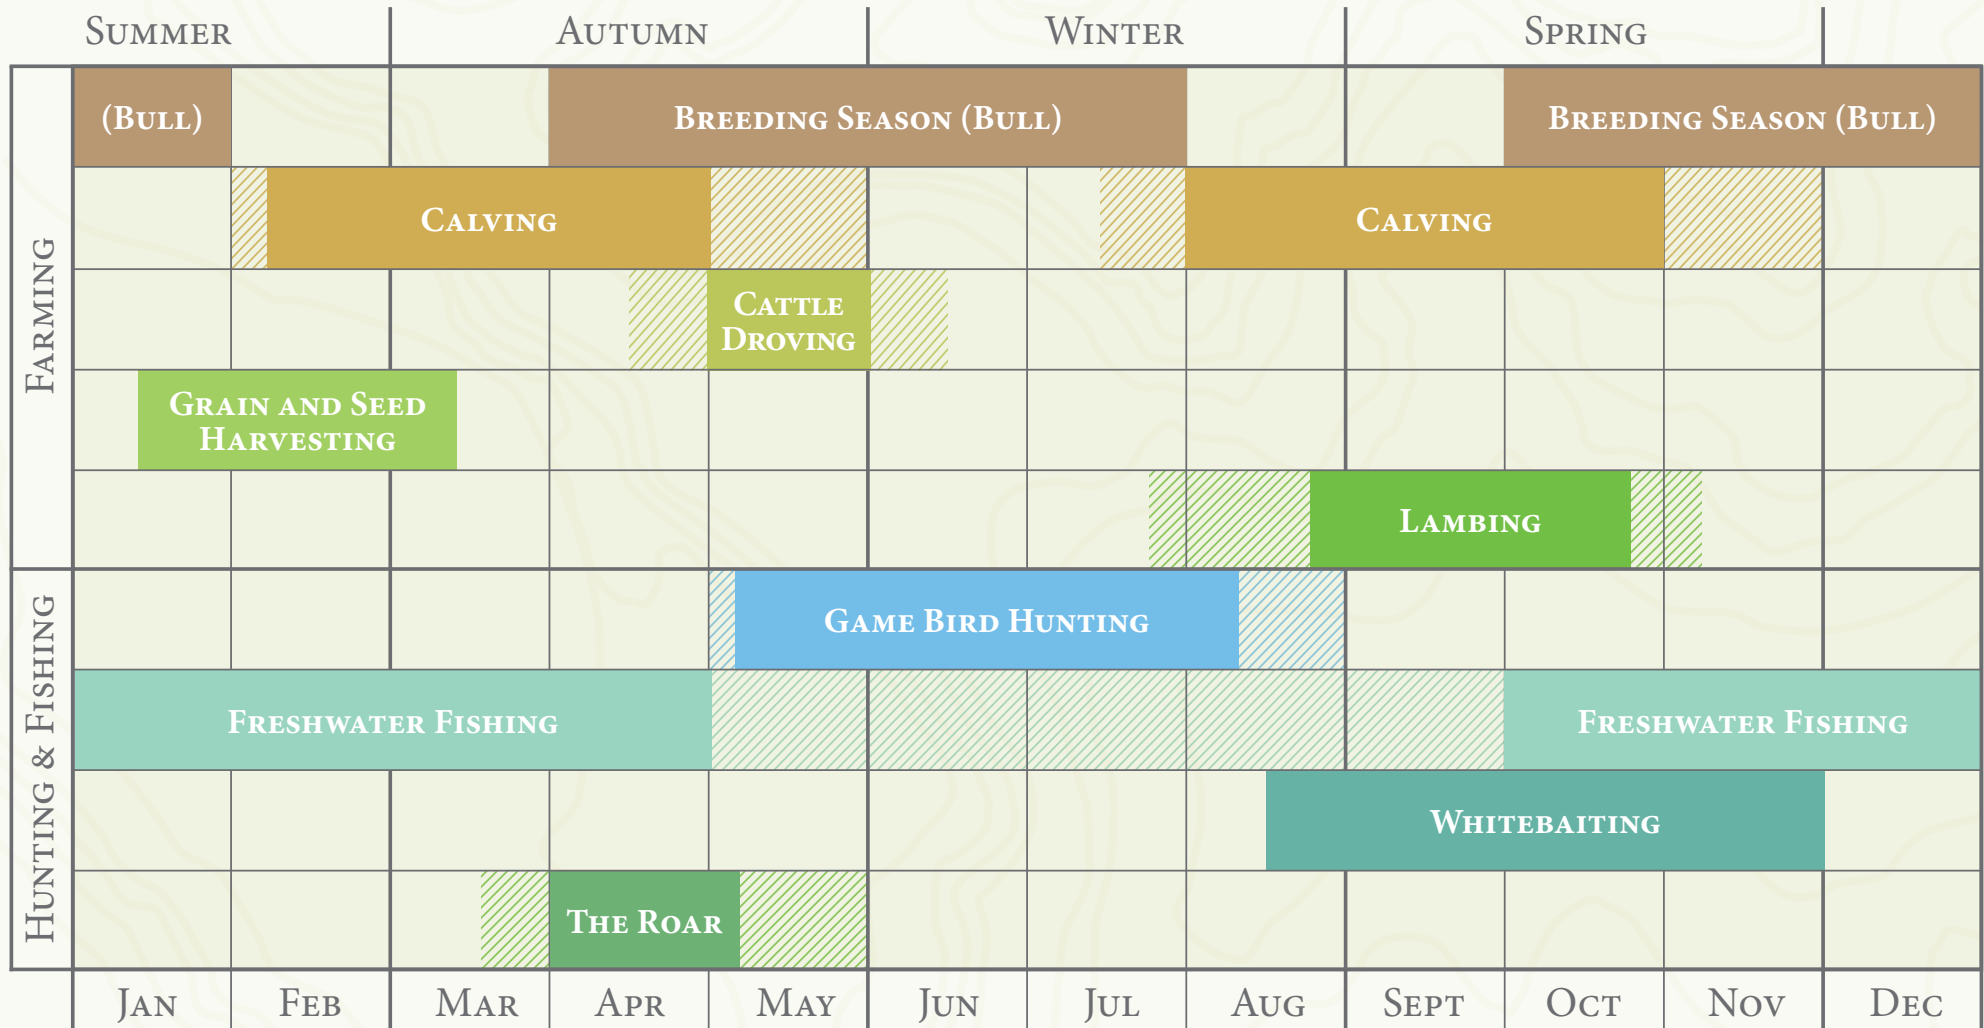 Summer
Autumn
Winter
Spring
Farming
(Bull)
Breeding Season (Bull)
Breeding Season (Bull)
Calving
Calving
Cattle
Droving
Grain and Seed
Harvesting
Lambing
Hunting & Fishing
Game Bird Hunting
Freshwater Fishing
Freshwater Fishing
Whitebaiting
The Roar
Jan
Feb
Mar
Apr
May
Jun
Jul
Aug
Sept
Oct
Nov
Dec